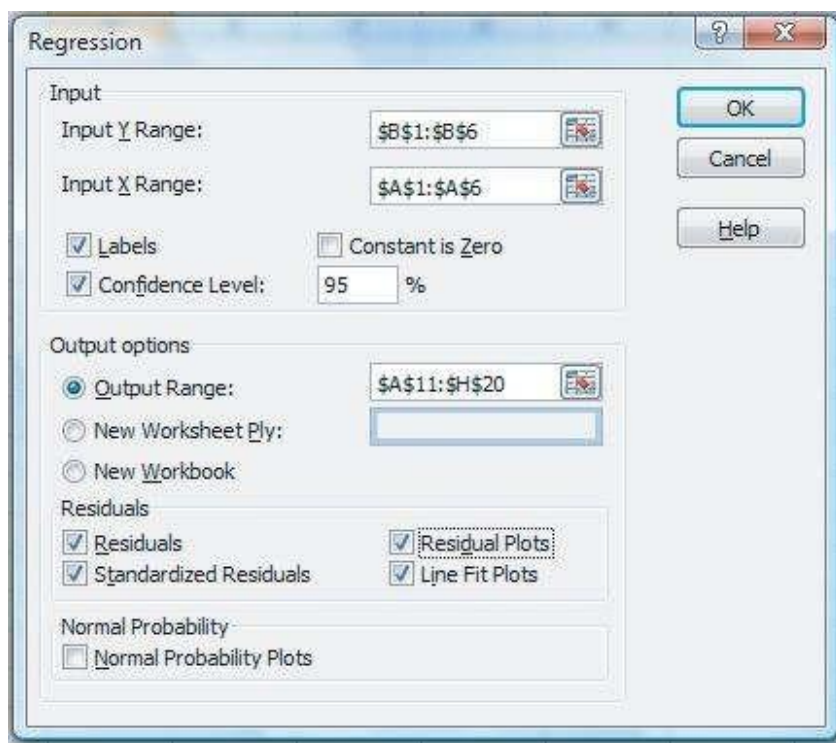 Regression
Input
Input Y Range:
$B$1:$B$6
Input X Range:
$A$1:$A$6
Labels
Constant is Zero
Confidence Level:
95 %
OK
Cancel
Help
Output options
Output Range:
$A$11:$H$20
New Worksheet Ply:
New Workbook
Residuals
Residuals
Residual Plots
Standardized Residuals
Line Fit Plots
Normal Probability
Normal Probability Plots